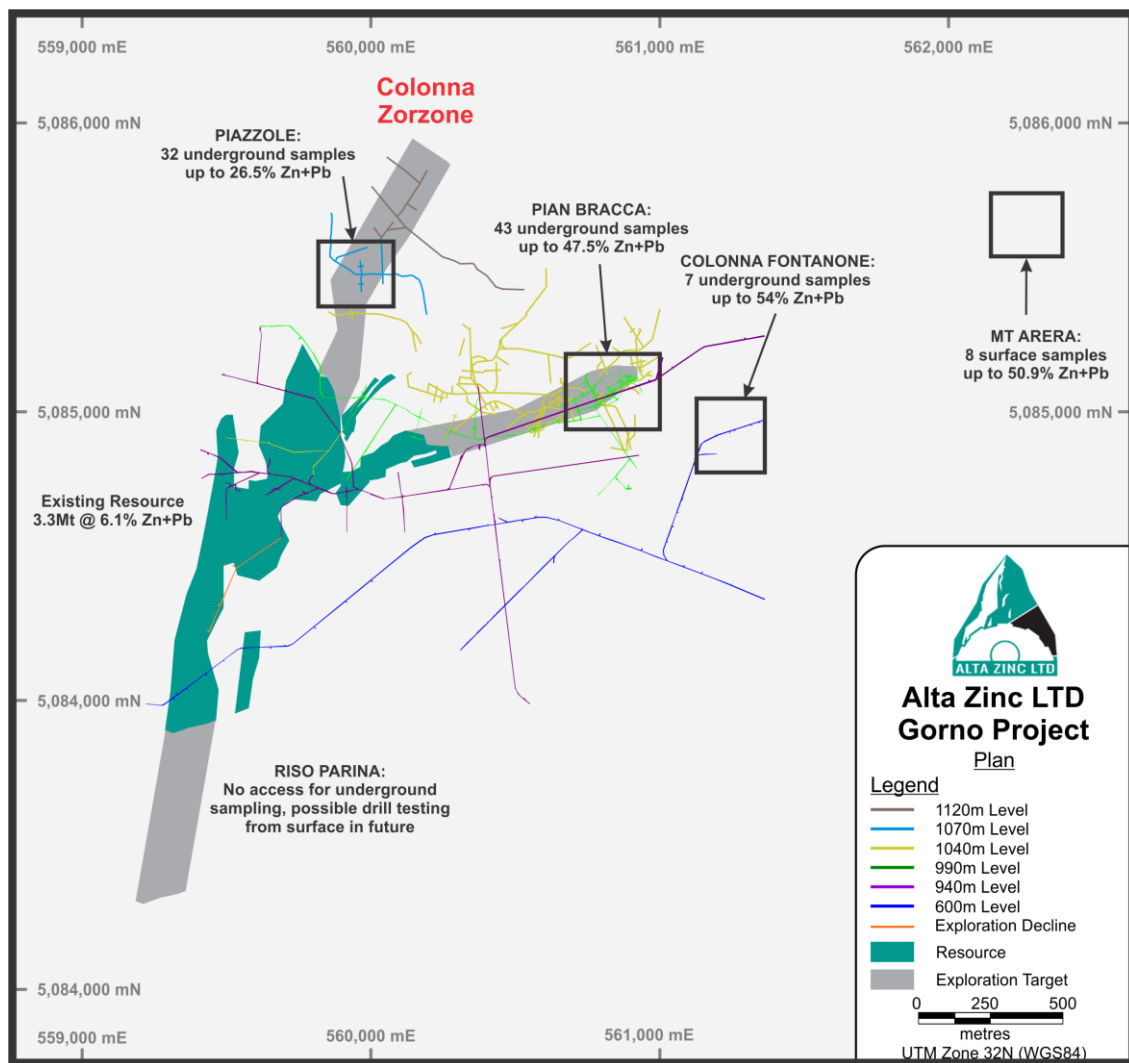 559,000 mE
560,000 mE
561,000 mE
562,000 mE
Colonna
Zorzone
5,086,000 mN
5,086,000 mN
PIAZZOLE:
32 underground samples
up to 26.5% Zn+Pb
PIAN BRACCA:
43 underground samples
up to 47.5% Zn+Pb
COLONNA FONTANONE:
7 underground samples
up to 54% Zn+Pb
MT ARERA:
8 surface samples
up to 50.9% Zn+Pb
5,085,000 mN
5,085,000 mN
Existing Resource
3.3Mt @ 6.1% Zn+Pb
5,084,000 mN
RISO PARINA:
No access for underground
sampling, possible drill testing
from surface in future
5,084,000 mN
559,000 mE
560,000 mE
561,000 mE
ALTA ZINC LTD
Alta Zinc LTD
Gorno Project
Plan
Legend
1120m Level
1070m Level
1040m Level
990m Level
940m Level
600m Level
Exploration Decline
Resource
Exploration Target
0 250 500
metres
UTM Zone 32N (WGS84)